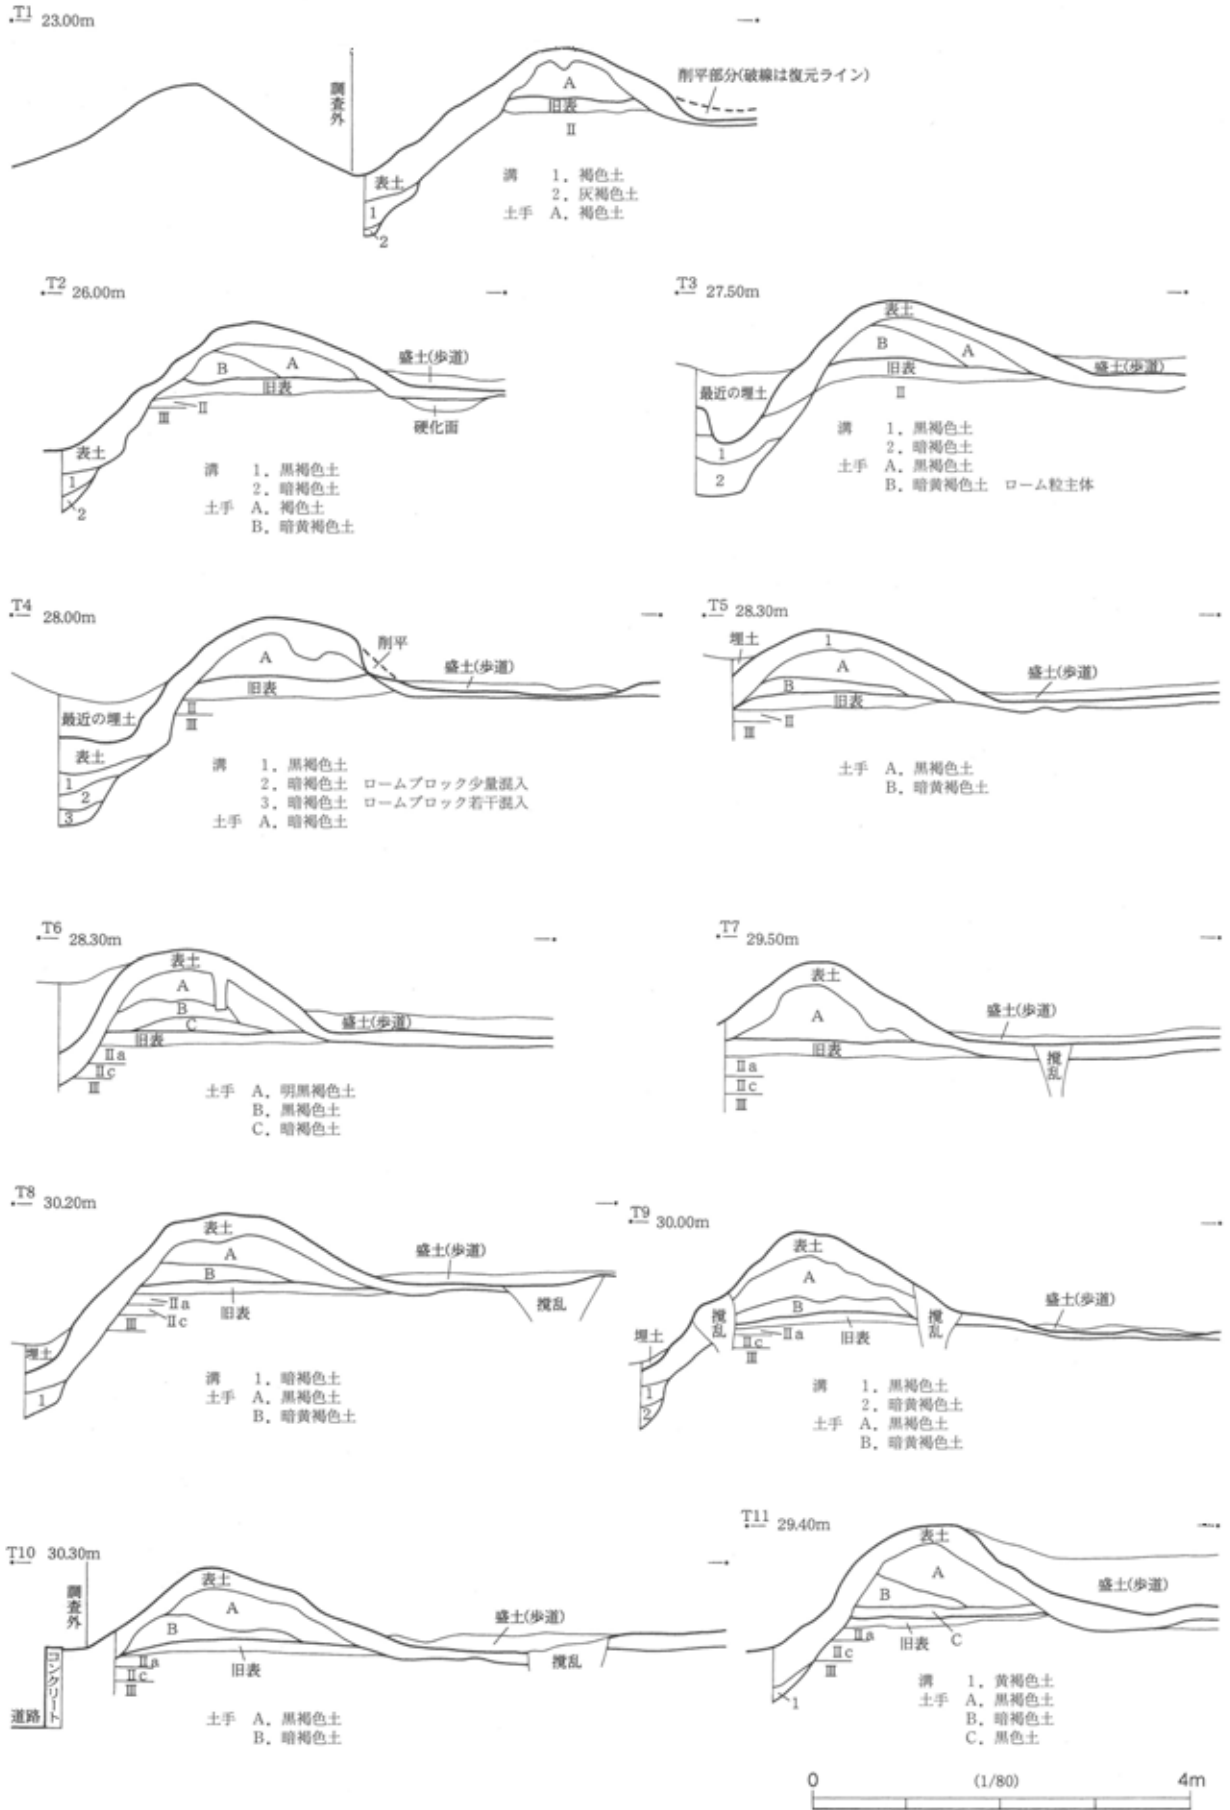 T1 23.00m
調査外
A
旧表
Ⅱ
削平部分(破線は復元ライン)
表土
1
2
溝 1. 褐色土
2. 灰褐色土
土手 A. 褐色土
T2 26.00m
B A
旧表
盛土(歩道)
硬化面
Ⅱ
Ⅲ
表土
1
2
溝 1. 黒褐色土
2. 暗褐色土
土手 A. 褐色土
B. 暗黄褐色土
T3 27.50m
表土
B A
旧表
Ⅱ
盛土(歩道)
最近の埋土
1
2
溝 1. 黒褐色土
2. 暗褐色土
土手 A. 黒褐色土
B. 暗黄褐色土 ローム粒主体
T4 28.00m
A
旧表
削平
盛土(歩道)
Ⅱ
Ⅲ
最近の埋土
表土
1
2
3
溝 1. 黒褐色土
2. 暗褐色土 ロームブロック少量混入
3. 暗褐色土 ロームブロック若干混入
土手 A. 暗褐色土
T5 28.30m
埋土
1
A
B
旧表
盛土(歩道)
Ⅱ
Ⅲ
土手 A. 黒褐色土
B. 暗黄褐色土
T6 28.30m
表土
A
B
C
旧表
盛土(歩道)
Ⅱa
Ⅱc
Ⅲ
土手 A. 明黒褐色土
B. 黒褐色土
C. 暗褐色土
T7 29.50m
表土
A
旧表
盛土(歩道)
攪乱
Ⅱa
Ⅱc
Ⅲ
T8 30.20m
表土
A
B
旧表
盛土(歩道)
攪乱
Ⅱa
Ⅱc
Ⅲ
埋土
1
溝 1. 暗褐色土
土手 A. 黒褐色土
B. 暗黄褐色土
T9 30.00m
表土
A
B
攪乱
攪乱
盛土(歩道)
埋土
Ⅱa
Ⅱc
Ⅲ
旧表
1
2
溝 1. 黒褐色土
2. 暗黄褐色土
土手 A. 黒褐色土
B. 暗黄褐色土
T10 30.30m
調査外
表土
A
B
旧表
盛土(歩道)
攪乱
Ⅱa
Ⅱc
Ⅲ
コンクリート
道路
土手 A. 黒褐色土
B. 暗褐色土
T11 29.40m
表土
A
B
C
旧表
盛土(歩道)
Ⅱa
Ⅱc
Ⅲ
1
溝 1. 黄褐色土
土手 A. 黒褐色土
B. 暗褐色土
C. 黒色土
0 (1/80) 4m